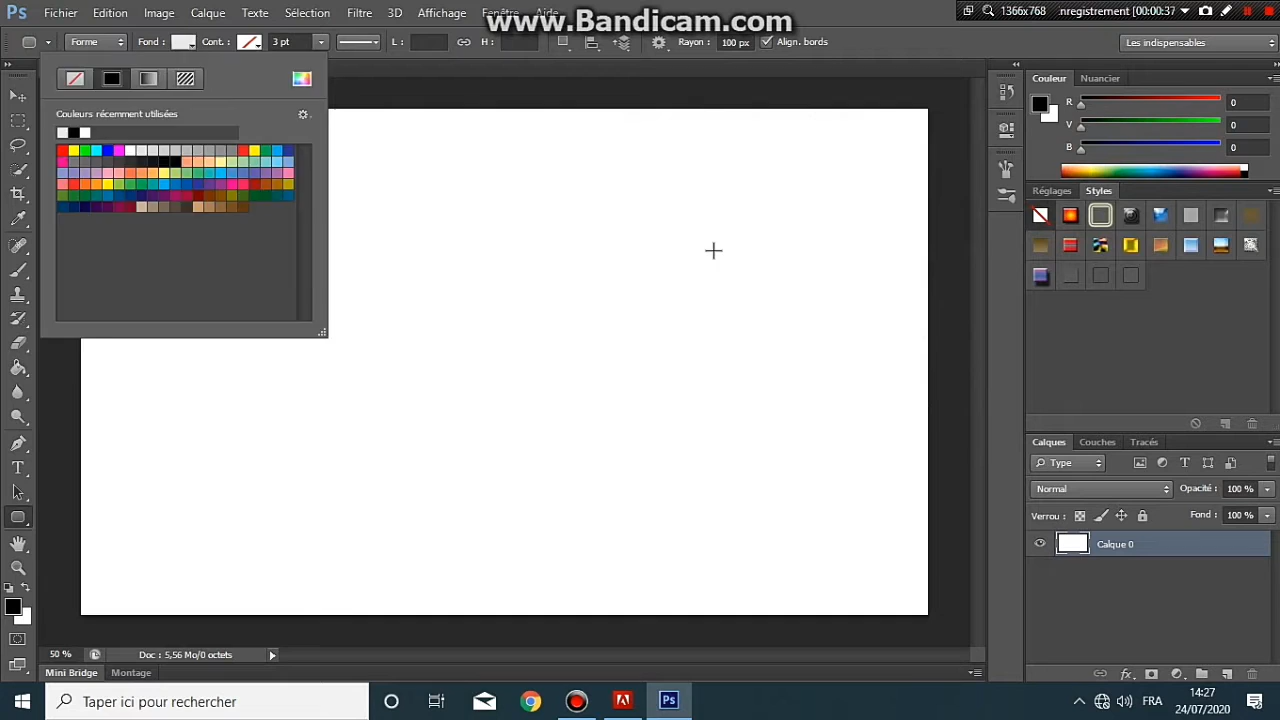 Ps Fichier Edition Image Calque Texte Sélection Filtre 3D Affichage Fenêtre Aide
www.Bandicam.com
1366x768 nregistrement [00:00:37]
Forme Fond : Cont. : 3 pt L : H : Rayon : 100 px Align. bords Les indispensables
Couleurs récemment utilisées
Couleur Nuancier
R 0
V 0
B 0
Réglages Styles
Calques Couches Tracés
Type
Normal Opacité : 100 %
Verrou : Fond : 100 %
Calque 0
T
50 % Doc : 5,56 Mo/0 octets
Mini Bridge Montage
Taper ici pour rechercher
Ps
FRA
14:27
24/07/2020